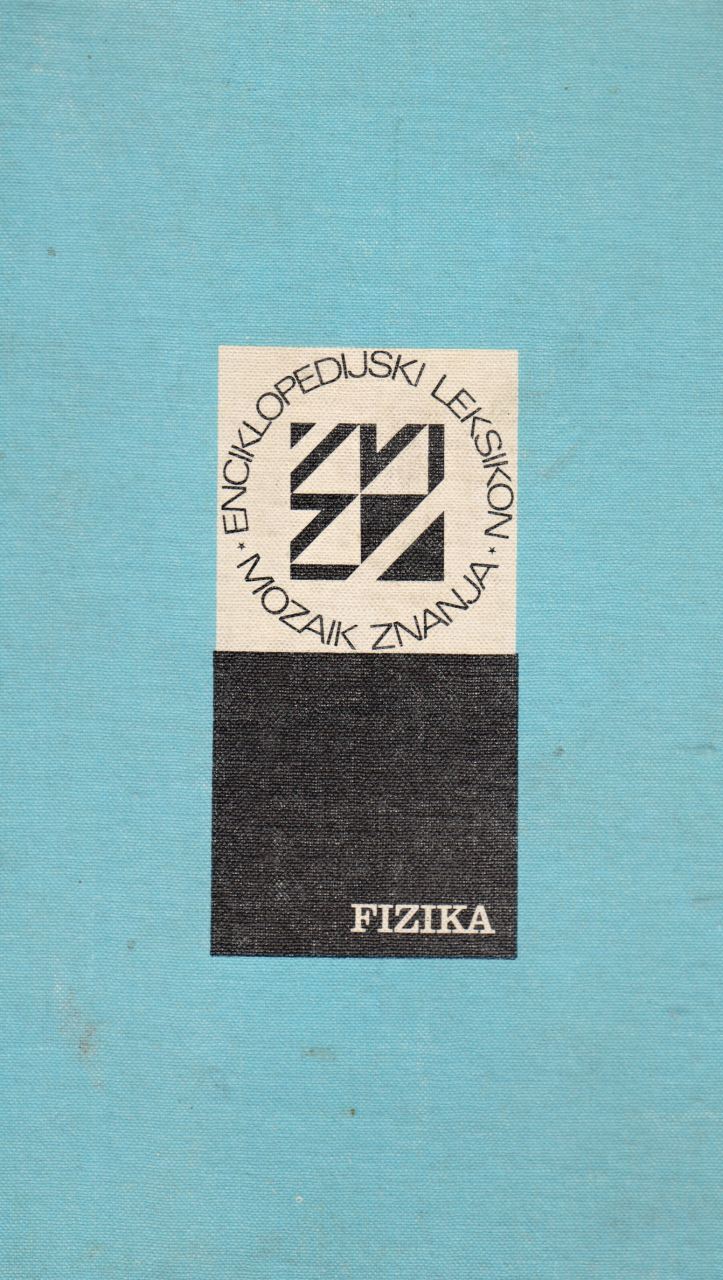 ENCIKLOPEDIJSKI LEKSIKON
* MOZAIK ZNANJA *
FIZIKA